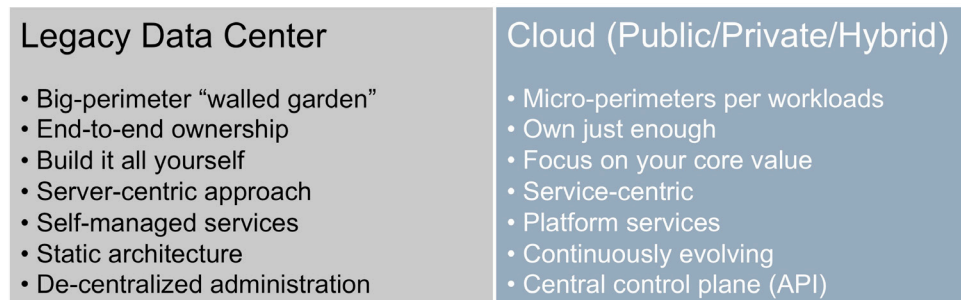 Legacy Data Center
• Big-perimeter “walled garden”
• End-to-end ownership
• Build it all yourself
• Server-centric approach
• Self-managed services
• Static architecture
• De-centralized administration
Cloud (Public/Private/Hybrid)
• Micro-perimeters per workloads
• Own just enough
• Focus on your core value
• Service-centric
• Platform services
• Continuously evolving
• Central control plane (API)